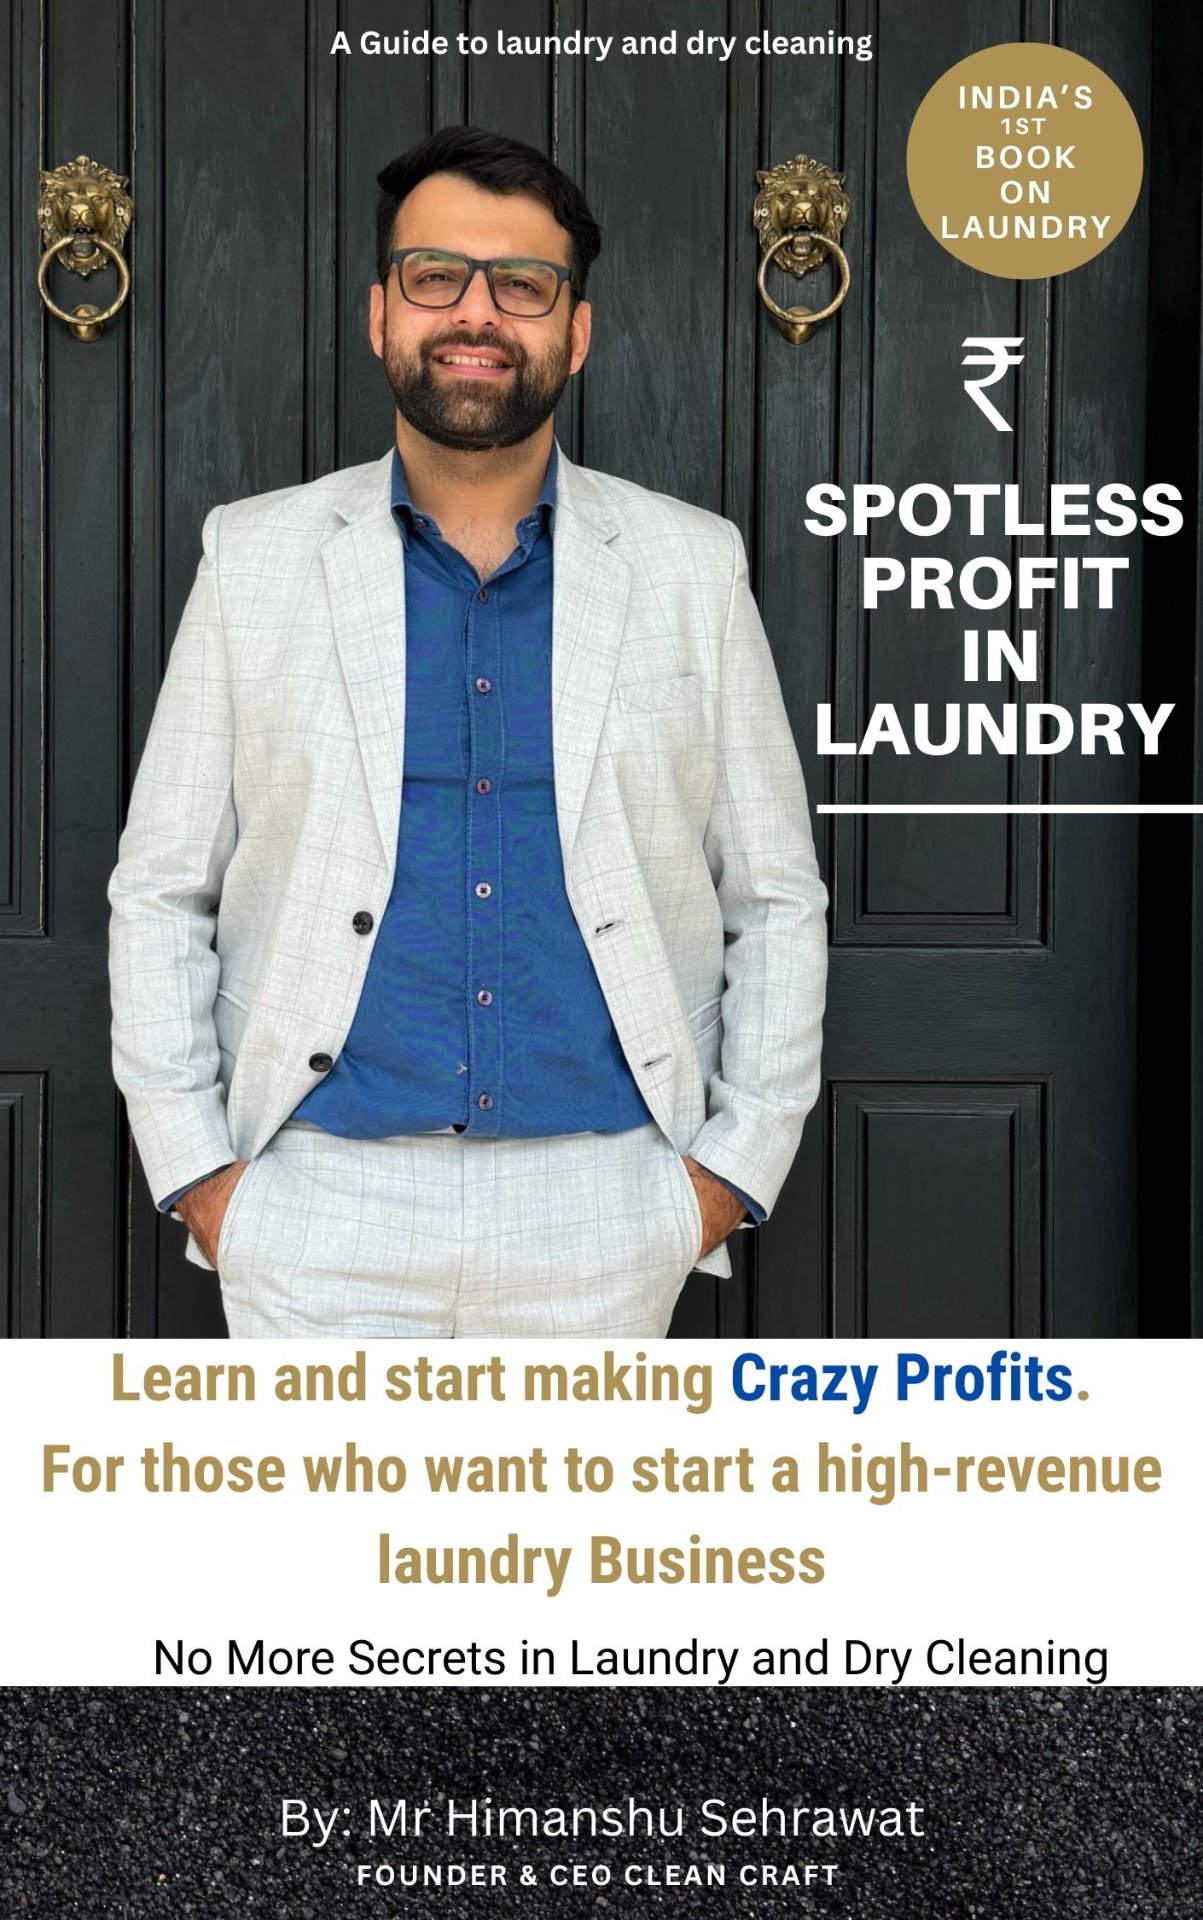 A Guide to laundry and dry cleaning
INDIA’S
1ST
BOOK
ON
LAUNDRY
₹
SPOTLESS
PROFIT
IN
LAUNDRY
Learn and start making Crazy Profits.
For those who want to start a high-revenue
laundry Business
No More Secrets in Laundry and Dry Cleaning
By: Mr Himanshu Sehrawat
FOUNDER & CEO CLEAN CRAFT